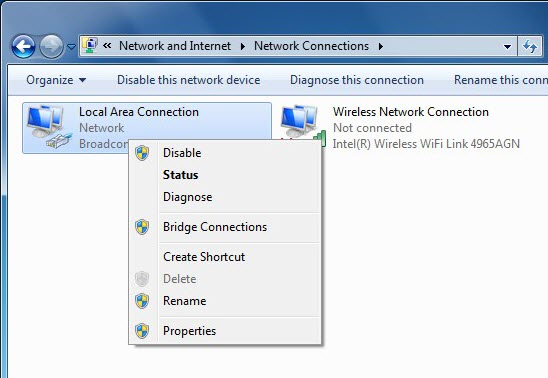 « Network and Internet ▸ Network Connections ▸
Organize ▾ Disable this network device Diagnose this connection Rename this con
Local Area Connection
Network
Wireless Network Connection
Not connected
Intel(R) Wireless WiFi Link 4965AGN
Disable
Status
Diagnose
Bridge Connections
Create Shortcut
Delete
Rename
Properties